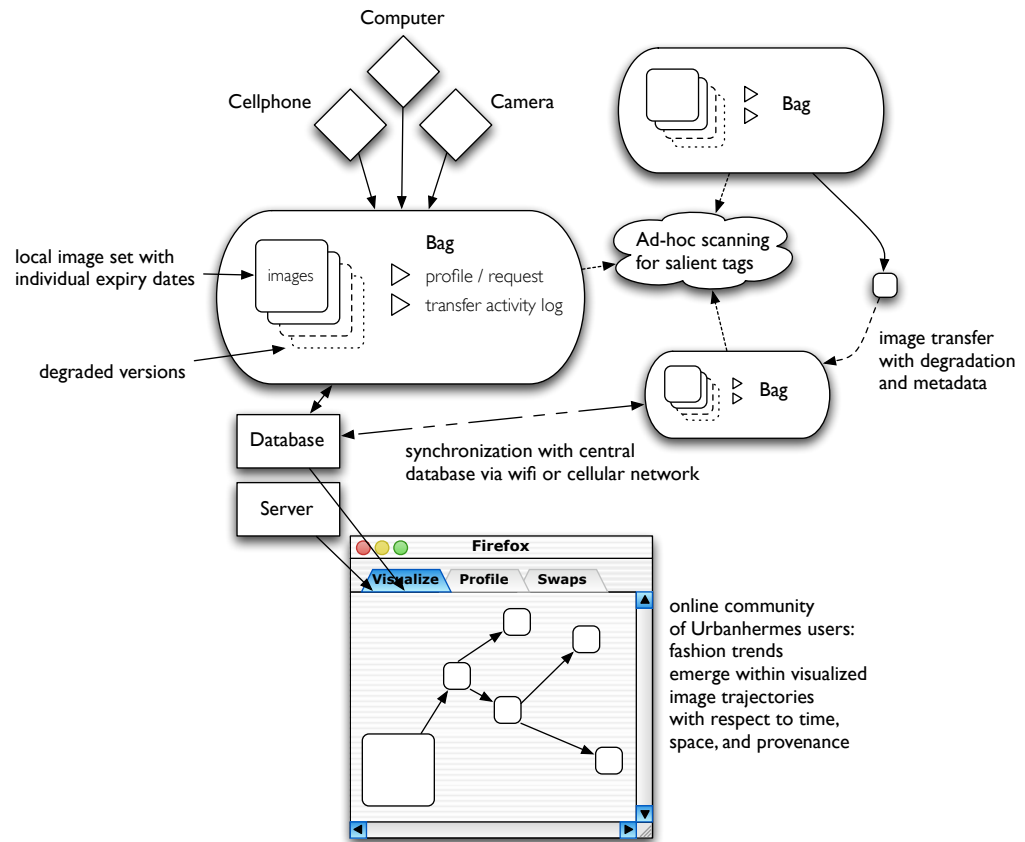 Computer
Cellphone
Camera
Bag
local image set with
individual expiry dates
images
Bag
profile / request
transfer activity log
Ad-hoc scanning
for salient tags
degraded versions
image transfer
with degradation
and metadata
Bag
Database
synchronization with central
database via wifi or cellular network
Server
Firefox
Visualize
Profile
Swaps
online community
of Urbanhermes users:
fashion trends
emerge within visualized
image trajectories
with respect to time,
space, and provenance